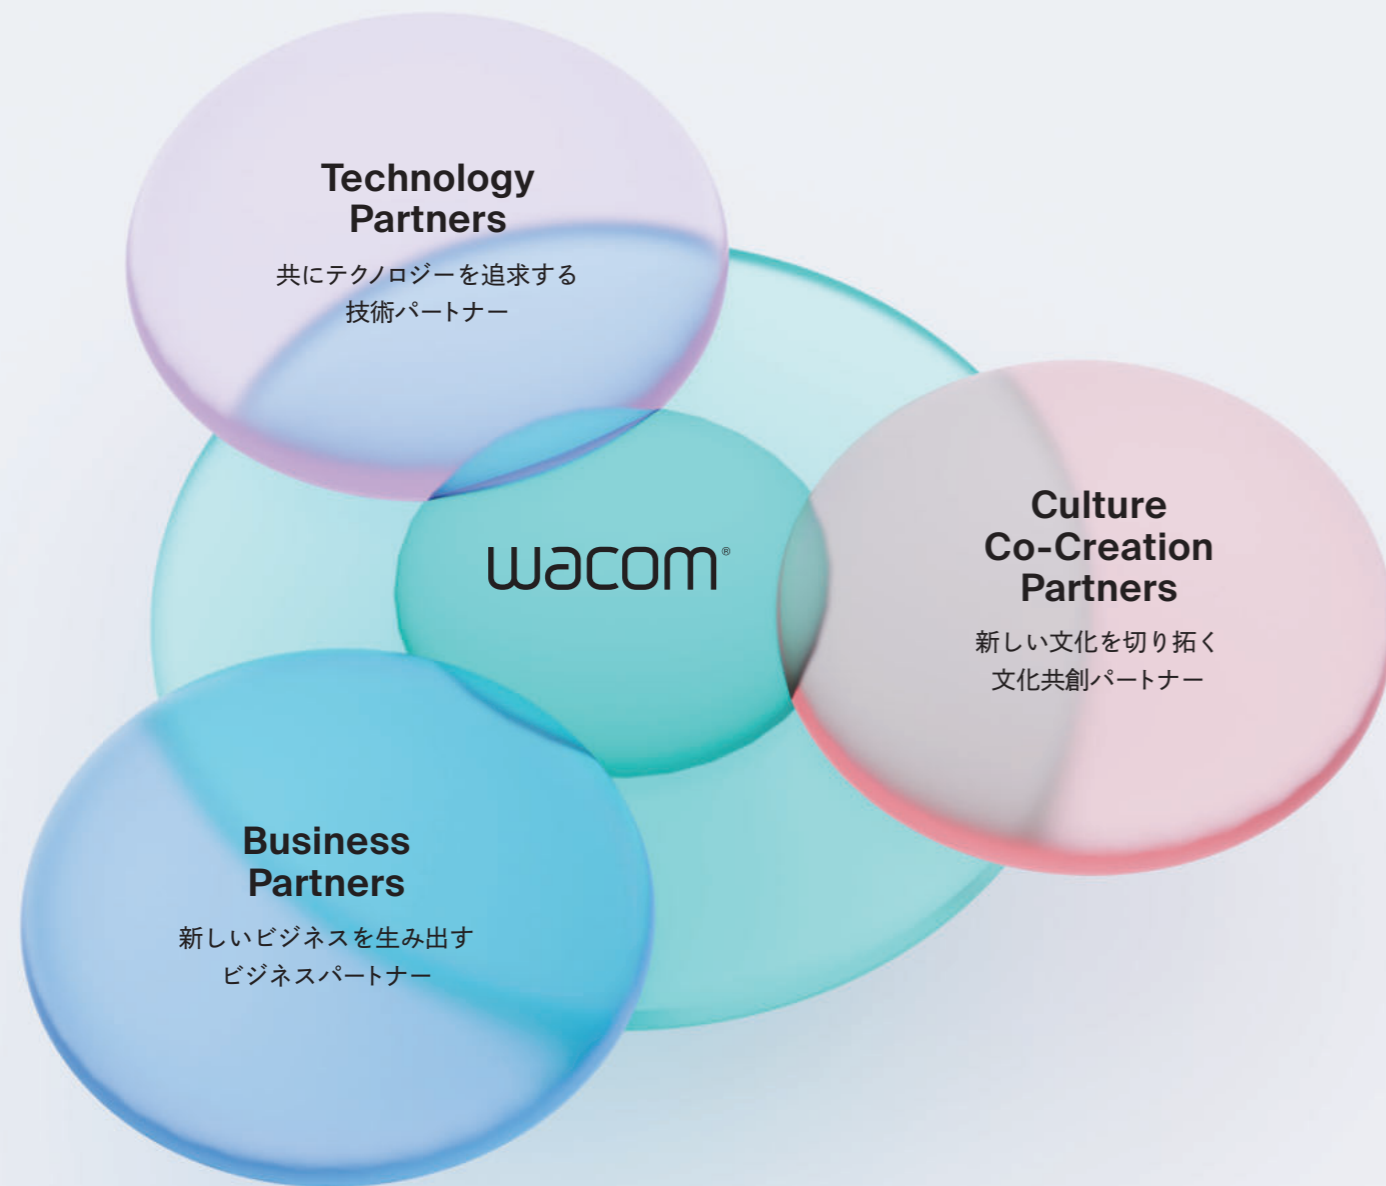 Technology
Partners
共にテクノロジーを追求する
技術パートナー
wacom®
Culture
Co-Creation
Partners
新しい文化を切り拓く
文化共創パートナー
Business
Partners
新しいビジネスを生み出す
ビジネスパートナー